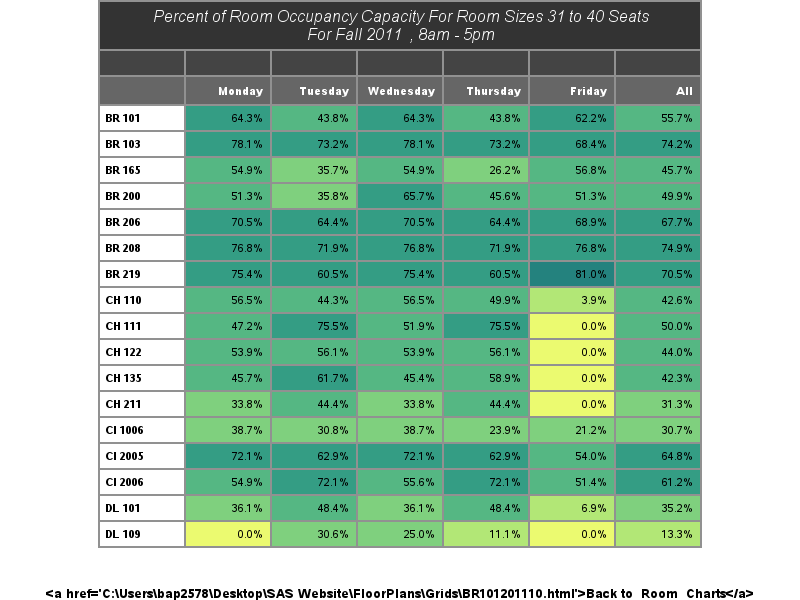 Percent of Room Occupancy Capacity For Room Sizes 31 to 40 Seats
For Fall 2011 , 8am - 5pm
Monday Tuesday Wednesday Thursday Friday All
BR 101 64.3% 43.8% 64.3% 43.8% 62.2% 55.7%
BR 103 78.1% 73.2% 78.1% 73.2% 68.4% 74.2%
BR 165 54.9% 35.7% 54.9% 26.2% 56.8% 45.7%
BR 200 51.3% 35.8% 65.7% 45.6% 51.3% 49.9%
BR 206 70.5% 64.4% 70.5% 64.4% 68.9% 67.7%
BR 208 76.8% 71.9% 76.8% 71.9% 76.8% 74.9%
BR 219 75.4% 60.5% 75.4% 60.5% 81.0% 70.5%
CH 110 56.5% 44.3% 56.5% 49.9% 3.9% 42.6%
CH 111 47.2% 75.5% 51.9% 75.5% 0.0% 50.0%
CH 122 53.9% 56.1% 53.9% 56.1% 0.0% 44.0%
CH 135 45.7% 61.7% 45.4% 58.9% 0.0% 42.3%
CH 211 33.8% 44.4% 33.8% 44.4% 0.0% 31.3%
CI 1006 38.7% 30.8% 38.7% 23.9% 21.2% 30.7%
CI 2005 72.1% 62.9% 72.1% 62.9% 54.0% 64.8%
CI 2006 54.9% 72.1% 55.6% 72.1% 51.4% 61.2%
DL 101 36.1% 48.4% 36.1% 48.4% 6.9% 35.2%
DL 109 0.0% 30.6% 25.0% 11.1% 0.0% 13.3%
<a href='C:\Users\bap2578\Desktop\SAS Website\FloorPlans\Grids\BR101201110.html'>Back to Room Charts</a>